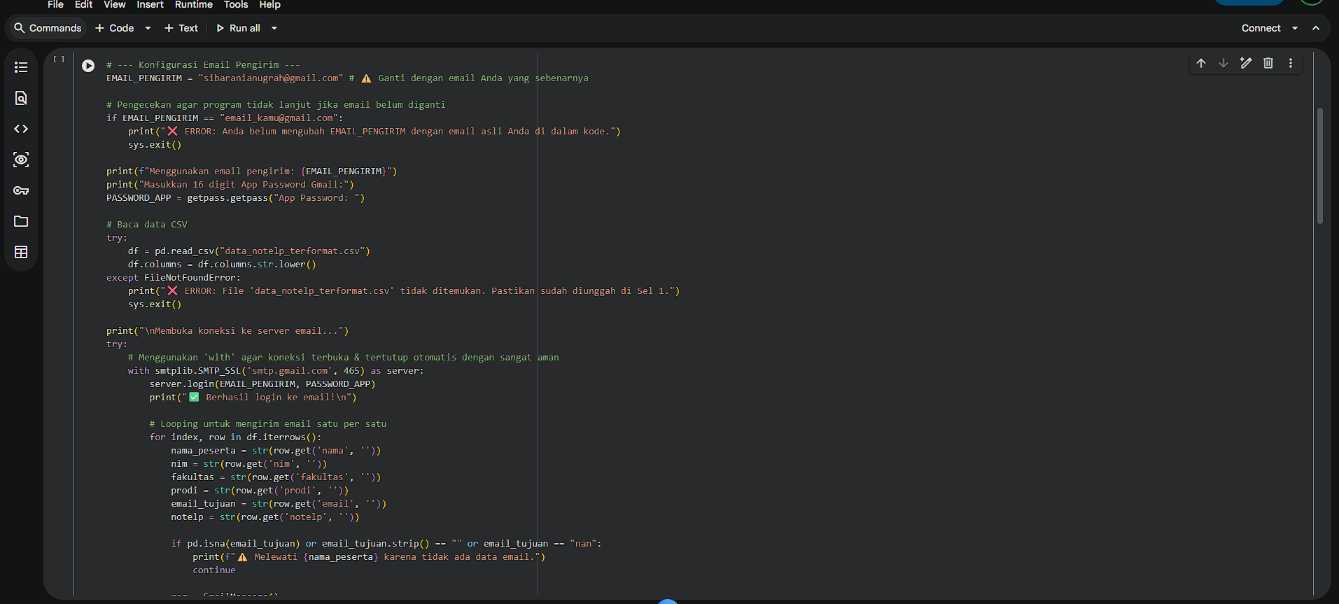 File Edit View Insert Runtime Tools Help
Commands + Code + Text Run all Connect
[ ]
# --- Konfigurasi Email Pengirim ---
EMAIL_PENGIRIM = "sibaranianugrah@gmail.com" # ⚠️ Ganti dengan email Anda yang sebenarnya
# Pengecekan agar program tidak lanjut jika email belum diganti
if EMAIL_PENGIRIM == "email_kamu@gmail.com":
print("❌ ERROR: Anda belum mengubah EMAIL_PENGIRIM dengan email asli Anda di dalam kode.")
sys.exit()
print(f"Menggunakan email pengirim: {EMAIL_PENGIRIM}")
print("Masukkan 16 digit App Password Gmail:")
PASSWORD_APP = getpass.getpass("App Password: ")
# Baca data CSV
try:
df = pd.read_csv("data_notelp_terformat.csv")
df.columns = df.columns.str.lower()
except FileNotFoundError:
print("❌ ERROR: File 'data_notelp_terformat.csv' tidak ditemukan. Pastikan sudah diunggah di Sel 1.")
sys.exit()
print("\nMembuka koneksi ke server email...")
try:
# Menggunakan 'with' agar koneksi terbuka & tertutup otomatis dengan sangat aman
with smtplib.SMTP_SSL('smtp.gmail.com', 465) as server:
server.login(EMAIL_PENGIRIM, PASSWORD_APP)
print("✅ Berhasil login ke email!\n")
# Looping untuk mengirim email satu per satu
for index, row in df.iterrows():
nama_peserta = str(row.get('nama', ''))
nim = str(row.get('nim', ''))
fakultas = str(row.get('fakultas', ''))
prodi = str(row.get('prodi', ''))
email_tujuan = str(row.get('email', ''))
notelp = str(row.get('notelp', ''))
if pd.isna(email_tujuan) or email_tujuan.strip() == "" or email_tujuan == "nan":
print(f"⚠️ Melewati {nama_peserta} karena tidak ada data email.")
continue